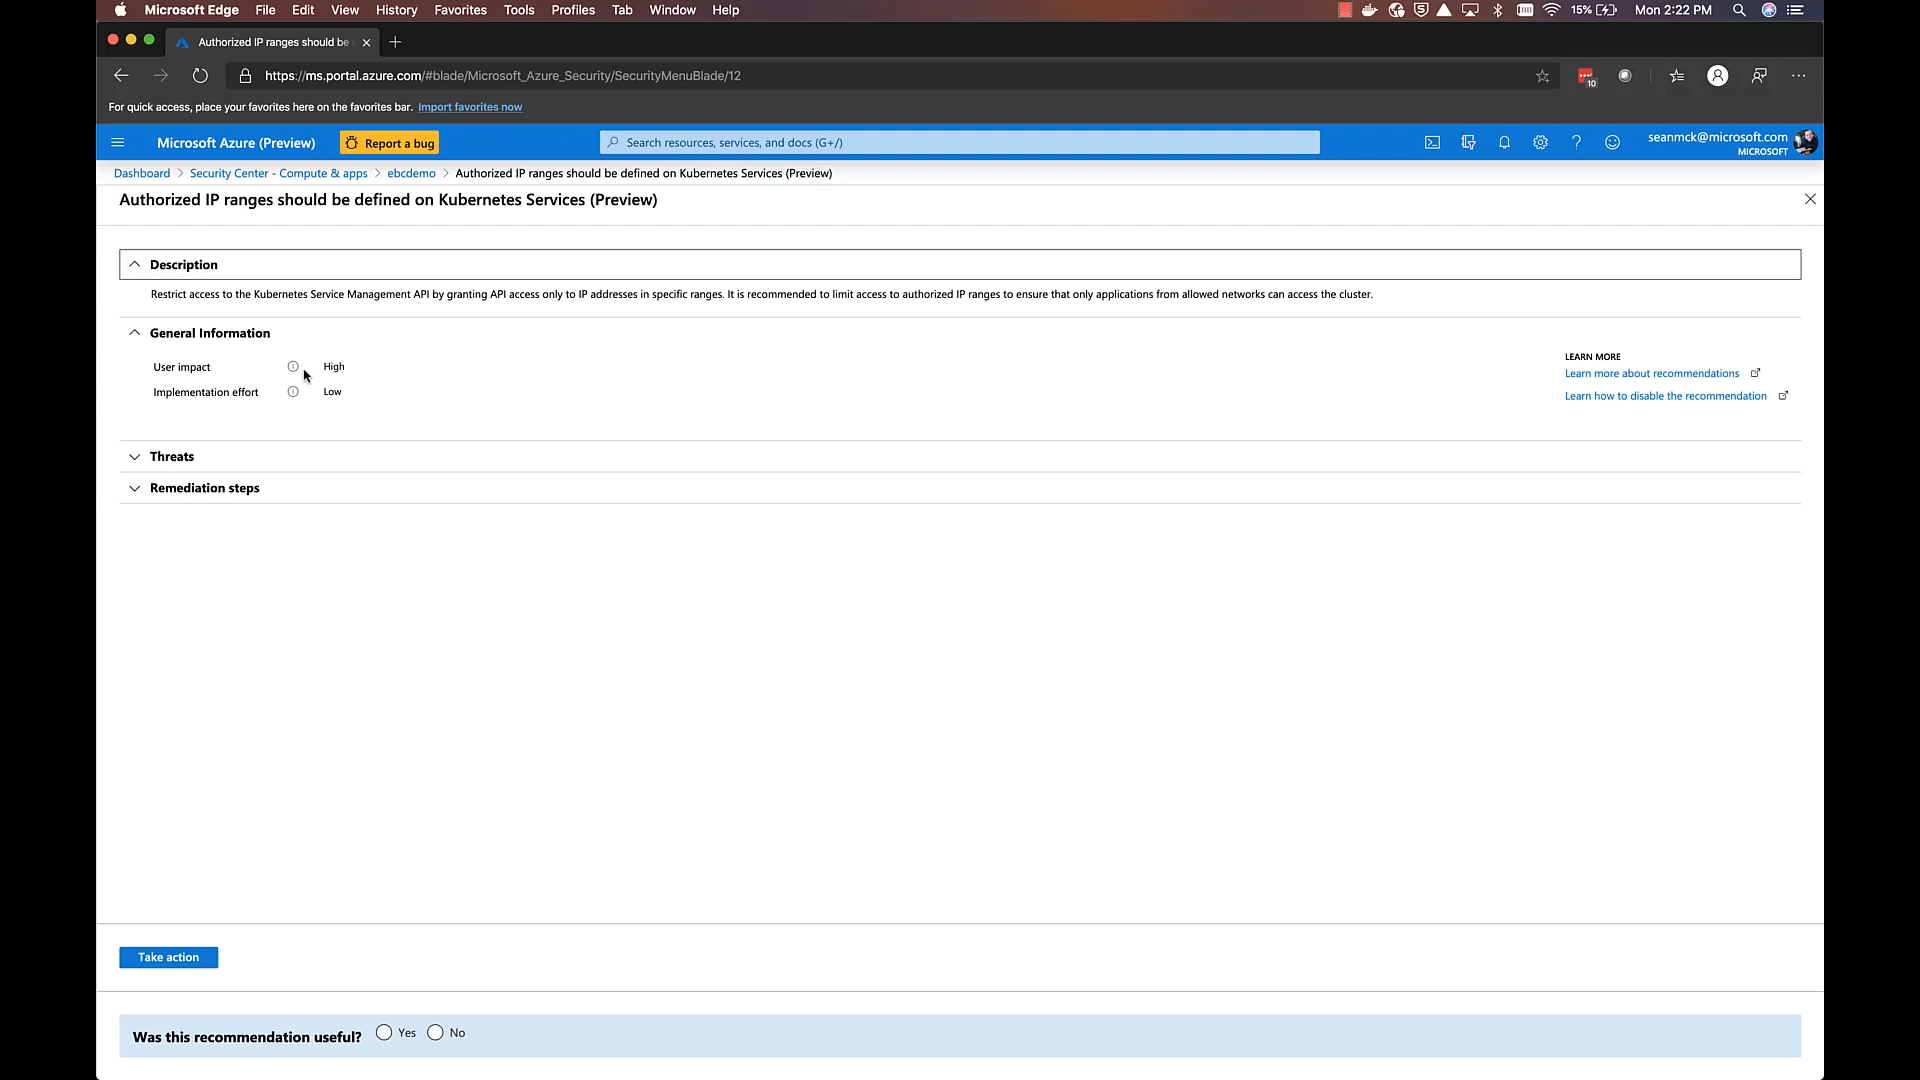 Microsoft Edge File Edit View History Favorites Tools Profiles Tab Window Help 15% Mon 2:22 PM
Authorized IP ranges should be
https://ms.portal.azure.com/#blade/Microsoft_Azure_Security/SecurityMenuBlade/12
10
For quick access, place your favorites here on the favorites bar. Import favorites now
Microsoft Azure (Preview) Report a bug Search resources, services, and docs (G+/) seanmck@microsoft.com
MICROSOFT
Dashboard > Security Center - Compute & apps > ebcdemo > Authorized IP ranges should be defined on Kubernetes Services (Preview)
Authorized IP ranges should be defined on Kubernetes Services (Preview)
Description
Restrict access to the Kubernetes Service Management API by granting API access only to IP addresses in specific ranges. It is recommended to limit access to authorized IP ranges to ensure that only applications from allowed networks can access the cluster.
General Information
User impact High
Implementation effort Low
LEARN MORE
Learn more about recommendations
Learn how to disable the recommendation
Threats
Remediation steps
Take action
Was this recommendation useful? Yes No